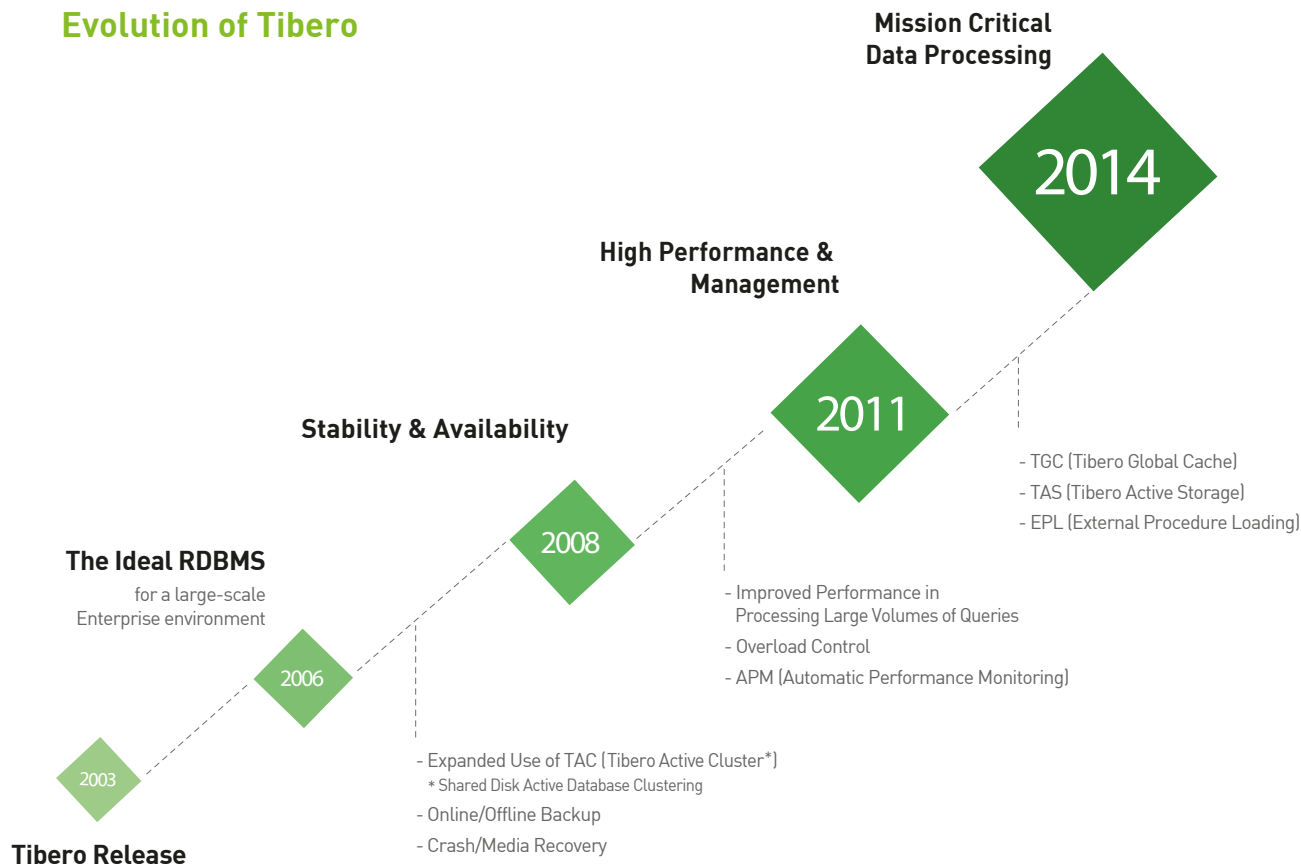 Evolution of Tibero
Mission Critical
Data Processing
2014
High Performance &
Management
2011
- TGC (Tibero Global Cache)
- TAS (Tibero Active Storage)
- EPL (External Procedure Loading)
Stability & Availability
2008
- Improved Performance in
Processing Large Volumes of Queries
- Overload Control
- APM (Automatic Performance Monitoring)
The Ideal RDBMS
for a large-scale
Enterprise environment
2006
- Expanded Use of TAC (Tibero Active Cluster*)
* Shared Disk Active Database Clustering
- Online/Offline Backup
- Crash/Media Recovery
2003
Tibero Release